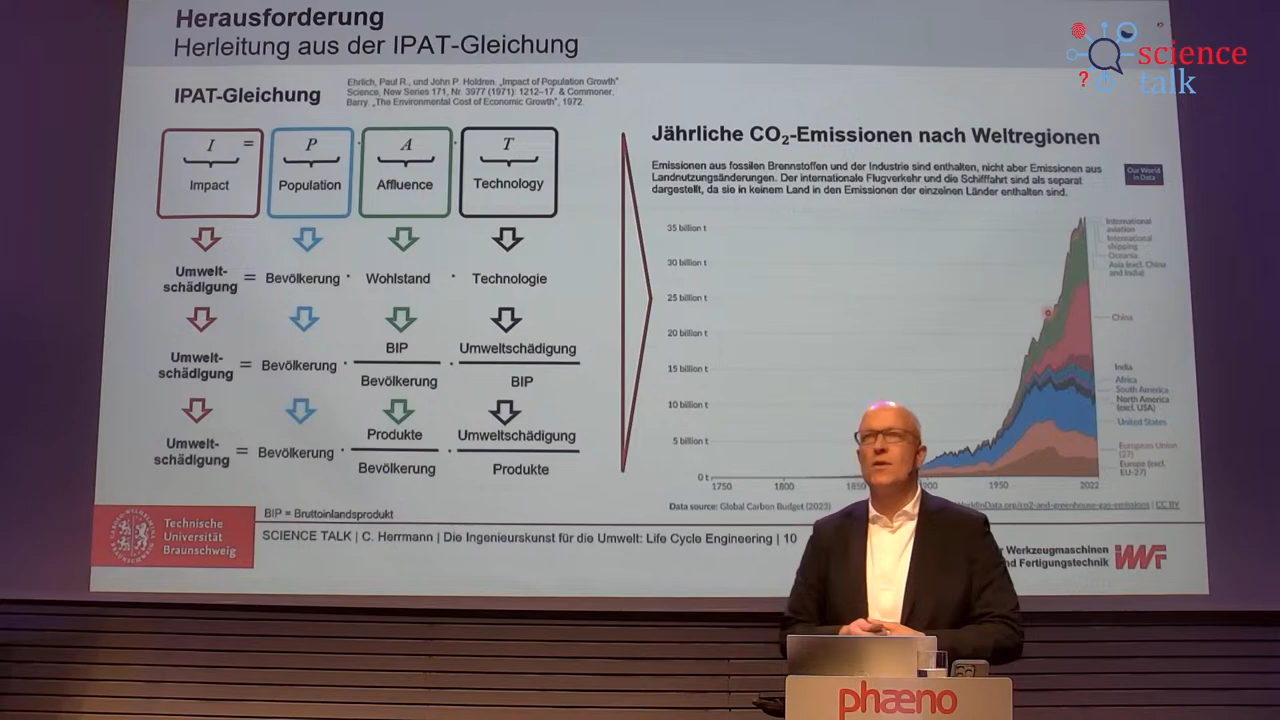 Herausforderung
Herleitung aus der IPAT-Gleichung
science
talk
?
IPAT-Gleichung
Ehrlich, Paul R., und John P. Holdren. „Impact of Population Growth"
Science, New Series 171, Nr. 3977 (1971): 1212–17. & Commoner,
Barry. „The Environmental Cost of Economic Growth", 1972.
I = P · A · T
Impact Population Affluence Technology
Umwelt-
schädigung = Bevölkerung · Wohlstand · Technologie
Umwelt-
schädigung = Bevölkerung · BIP / Bevölkerung · Umweltschädigung / BIP
Umwelt-
schädigung = Bevölkerung · Produkte / Bevölkerung · Umweltschädigung / Produkte
BIP = Bruttoinlandsprodukt
Jährliche CO₂-Emissionen nach Weltregionen
Emissionen aus fossilen Brennstoffen und der Industrie sind enthalten, nicht aber Emissionen aus
Landnutzungsänderungen. Der internationale Flugverkehr und die Schifffahrt sind als separat
dargestellt, da sie in keinem Land in den Emissionen der einzelnen Länder enthalten sind.
Our World
in Data
35 billion t
30 billion t
25 billion t
20 billion t
15 billion t
10 billion t
5 billion t
0 t
1750 1800 1850 1900 1950 2022
International
aviation
International
shipping
Oceania
Asia (excl. China
and India)
China
India
Africa
South America
North America
(excl. USA)
United States
European Union
(27)
Europe (excl.
EU-27)
Data source: Global Carbon Budget (2023)
WorldInData.org/co2-and-greenhouse-gas-emissions | CC BY
Technische
Universität
Braunschweig
SCIENCE TALK | C. Herrmann | Die Ingenieurskunst für die Umwelt: Life Cycle Engineering | 10
Werkzeugmaschinen
nd Fertigungstechnik
IWF
phæno